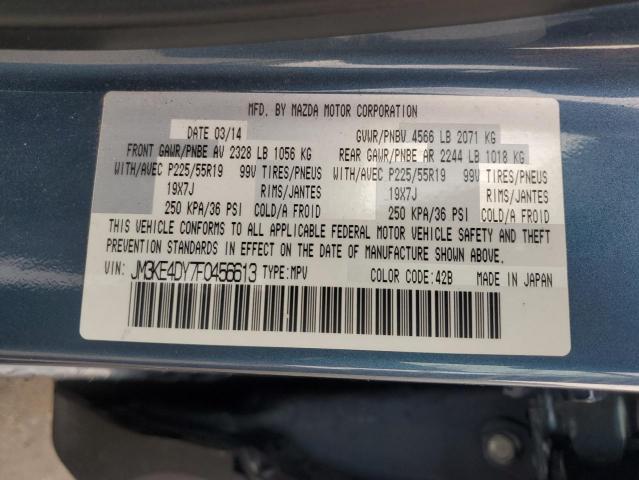 MFD. BY MAZDA MOTOR CORPORATION
DATE 03/14 GVWR/PNBV 4566 LB 2071 KG
FRONT GAWR/PNBE AV 2328 LB 1056 KG REAR GAWR/PNBE AR 2244 LB 1018 KG
WITH/AVEC P225/55R19 99V TIRES/PNEUS WITH/AVEC P225/55R19 99V TIRES/PNEUS
19X7J RIMS/JANTES 19X7J RIMS/JANTES
250 KPA/36 PSI COLD/A FROID 250 KPA/36 PSI COLD/A FROID
THIS VEHICLE CONFORMS TO ALL APPLICABLE FEDERAL MOTOR VEHICLE SAFETY AND THEFT
PREVENTION STANDARDS IN EFFECT ON THE DATE OF MANUFACTURE SHOWN ABOVE.
VIN: JM3KE4DY7F0456613 TYPE:MPV COLOR CODE:42B MADE IN JAPAN